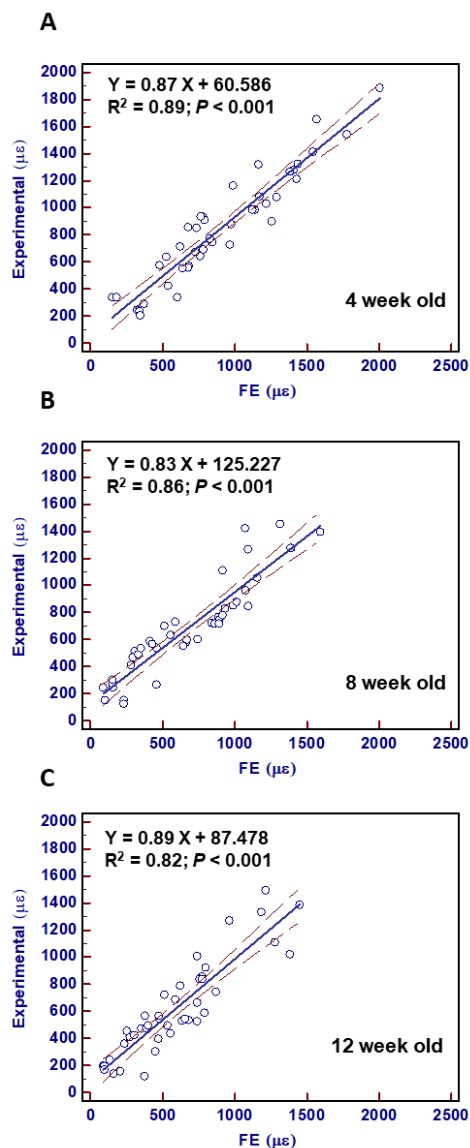 A
Y = 0.87 X + 60.586
R² = 0.89; P < 0.001
2000
1800
1600
1400
1200
1000
800
600
400
200
0
Experimental (με)
4 week old
0 500 1000 1500 2000 2500
FE (με)
B
Y = 0.83 X + 125.227
R² = 0.86; P < 0.001
2000
1800
1600
1400
1200
1000
800
600
400
200
0
Experimental (με)
8 week old
0 500 1000 1500 2000 2500
FE (με)
C
Y = 0.89 X + 87.478
R² = 0.82; P < 0.001
2000
1800
1600
1400
1200
1000
800
600
400
200
0
Experimental (με)
12 week old
0 500 1000 1500 2000 2500
FE (με)